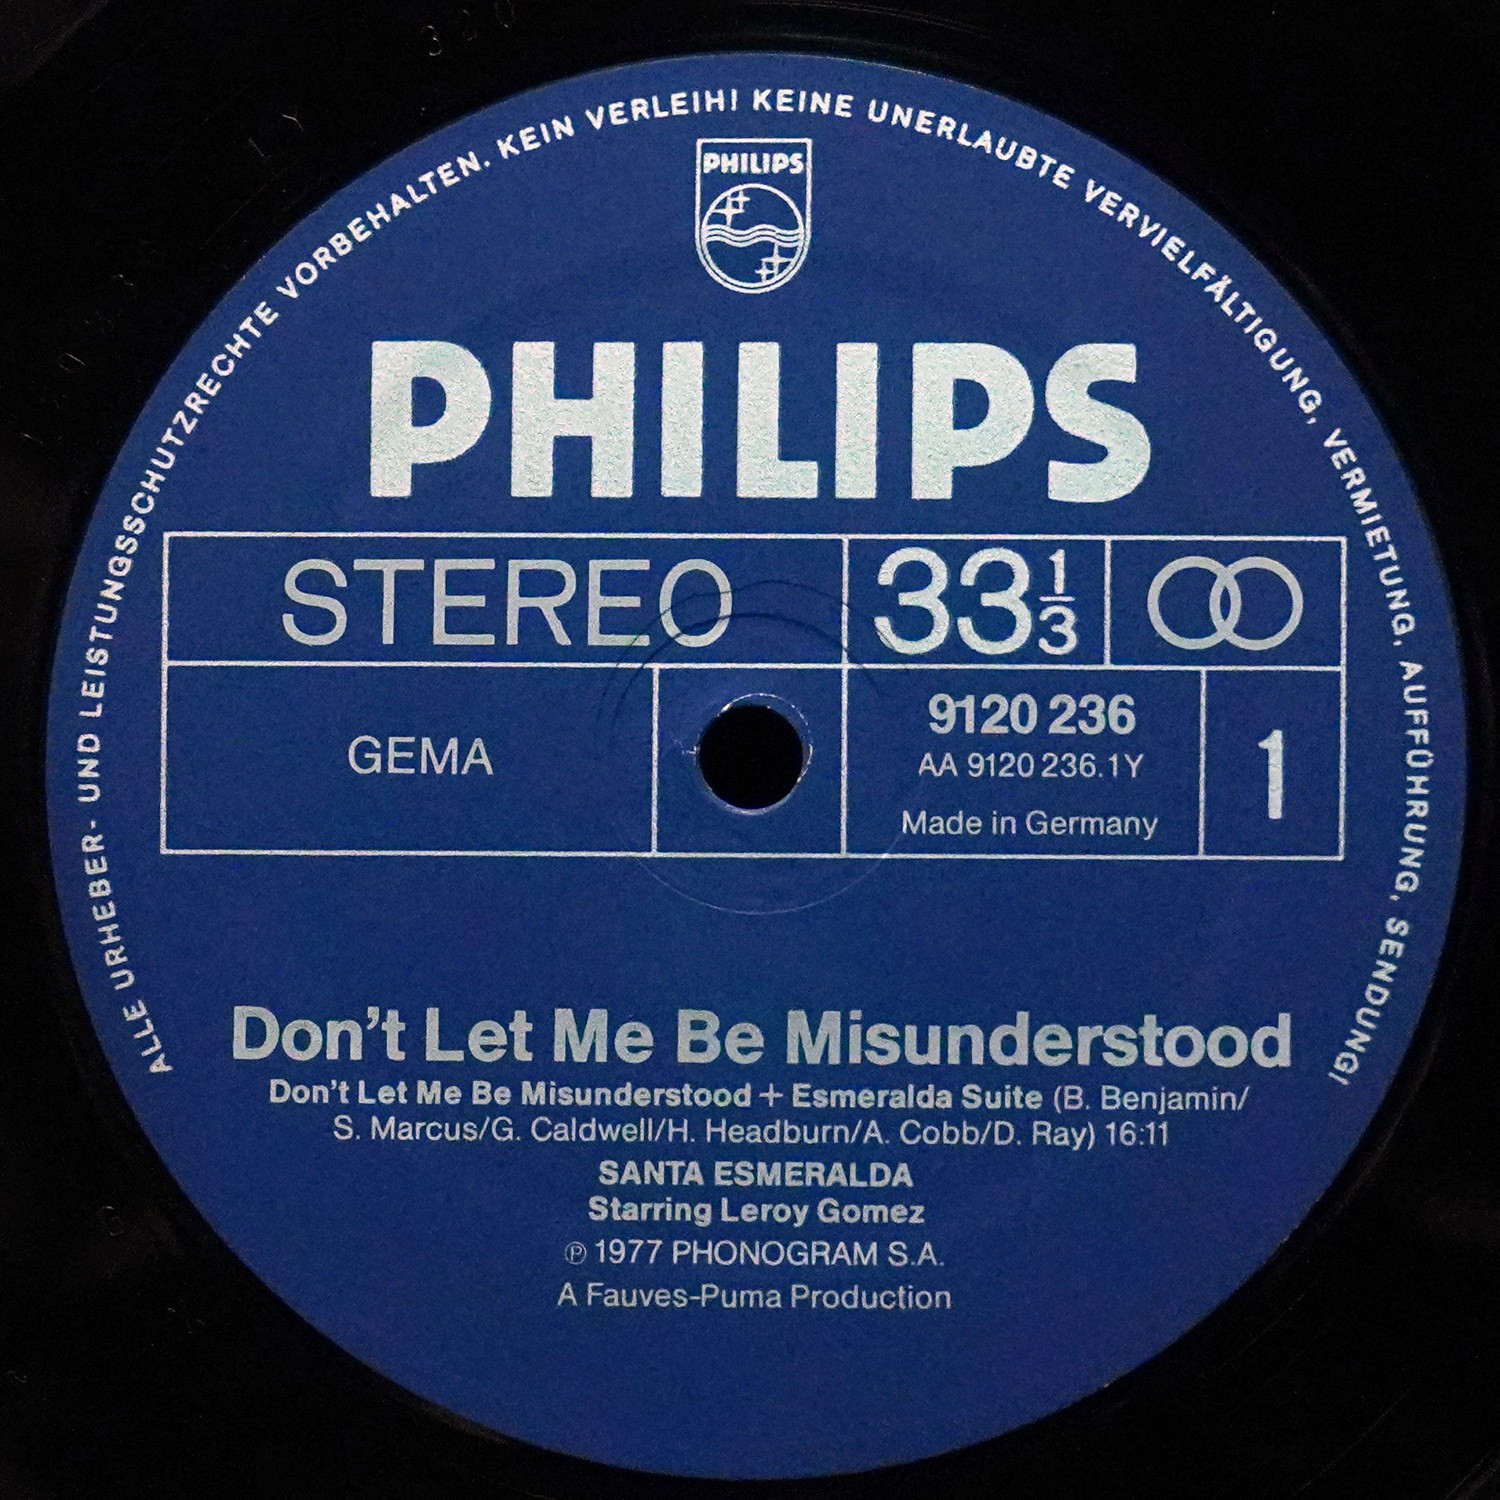 ALLE URHEBER- UND LEISTUNGSSCHUTZRECHTE VORBEHALTEN. KEIN VERLEIH! KEINE UNERLAUBTE VERVIELFÄLTIGUNG, VERMIETUNG, AUFFÜHRUNG, SENDUNG!
PHILIPS
PHILIPS
STEREO
33 1/3
GEMA
9120 236
AA 9120 236.1Y
Made in Germany
1
Don't Let Me Be Misunderstood
Don't Let Me Be Misunderstood + Esmeralda Suite (B. Benjamin/
S. Marcus/G. Caldwell/H. Headburn/A. Cobb/D. Ray) 16:11
SANTA ESMERALDA
Starring Leroy Gomez
℗ 1977 PHONOGRAM S.A.
A Fauves-Puma Production